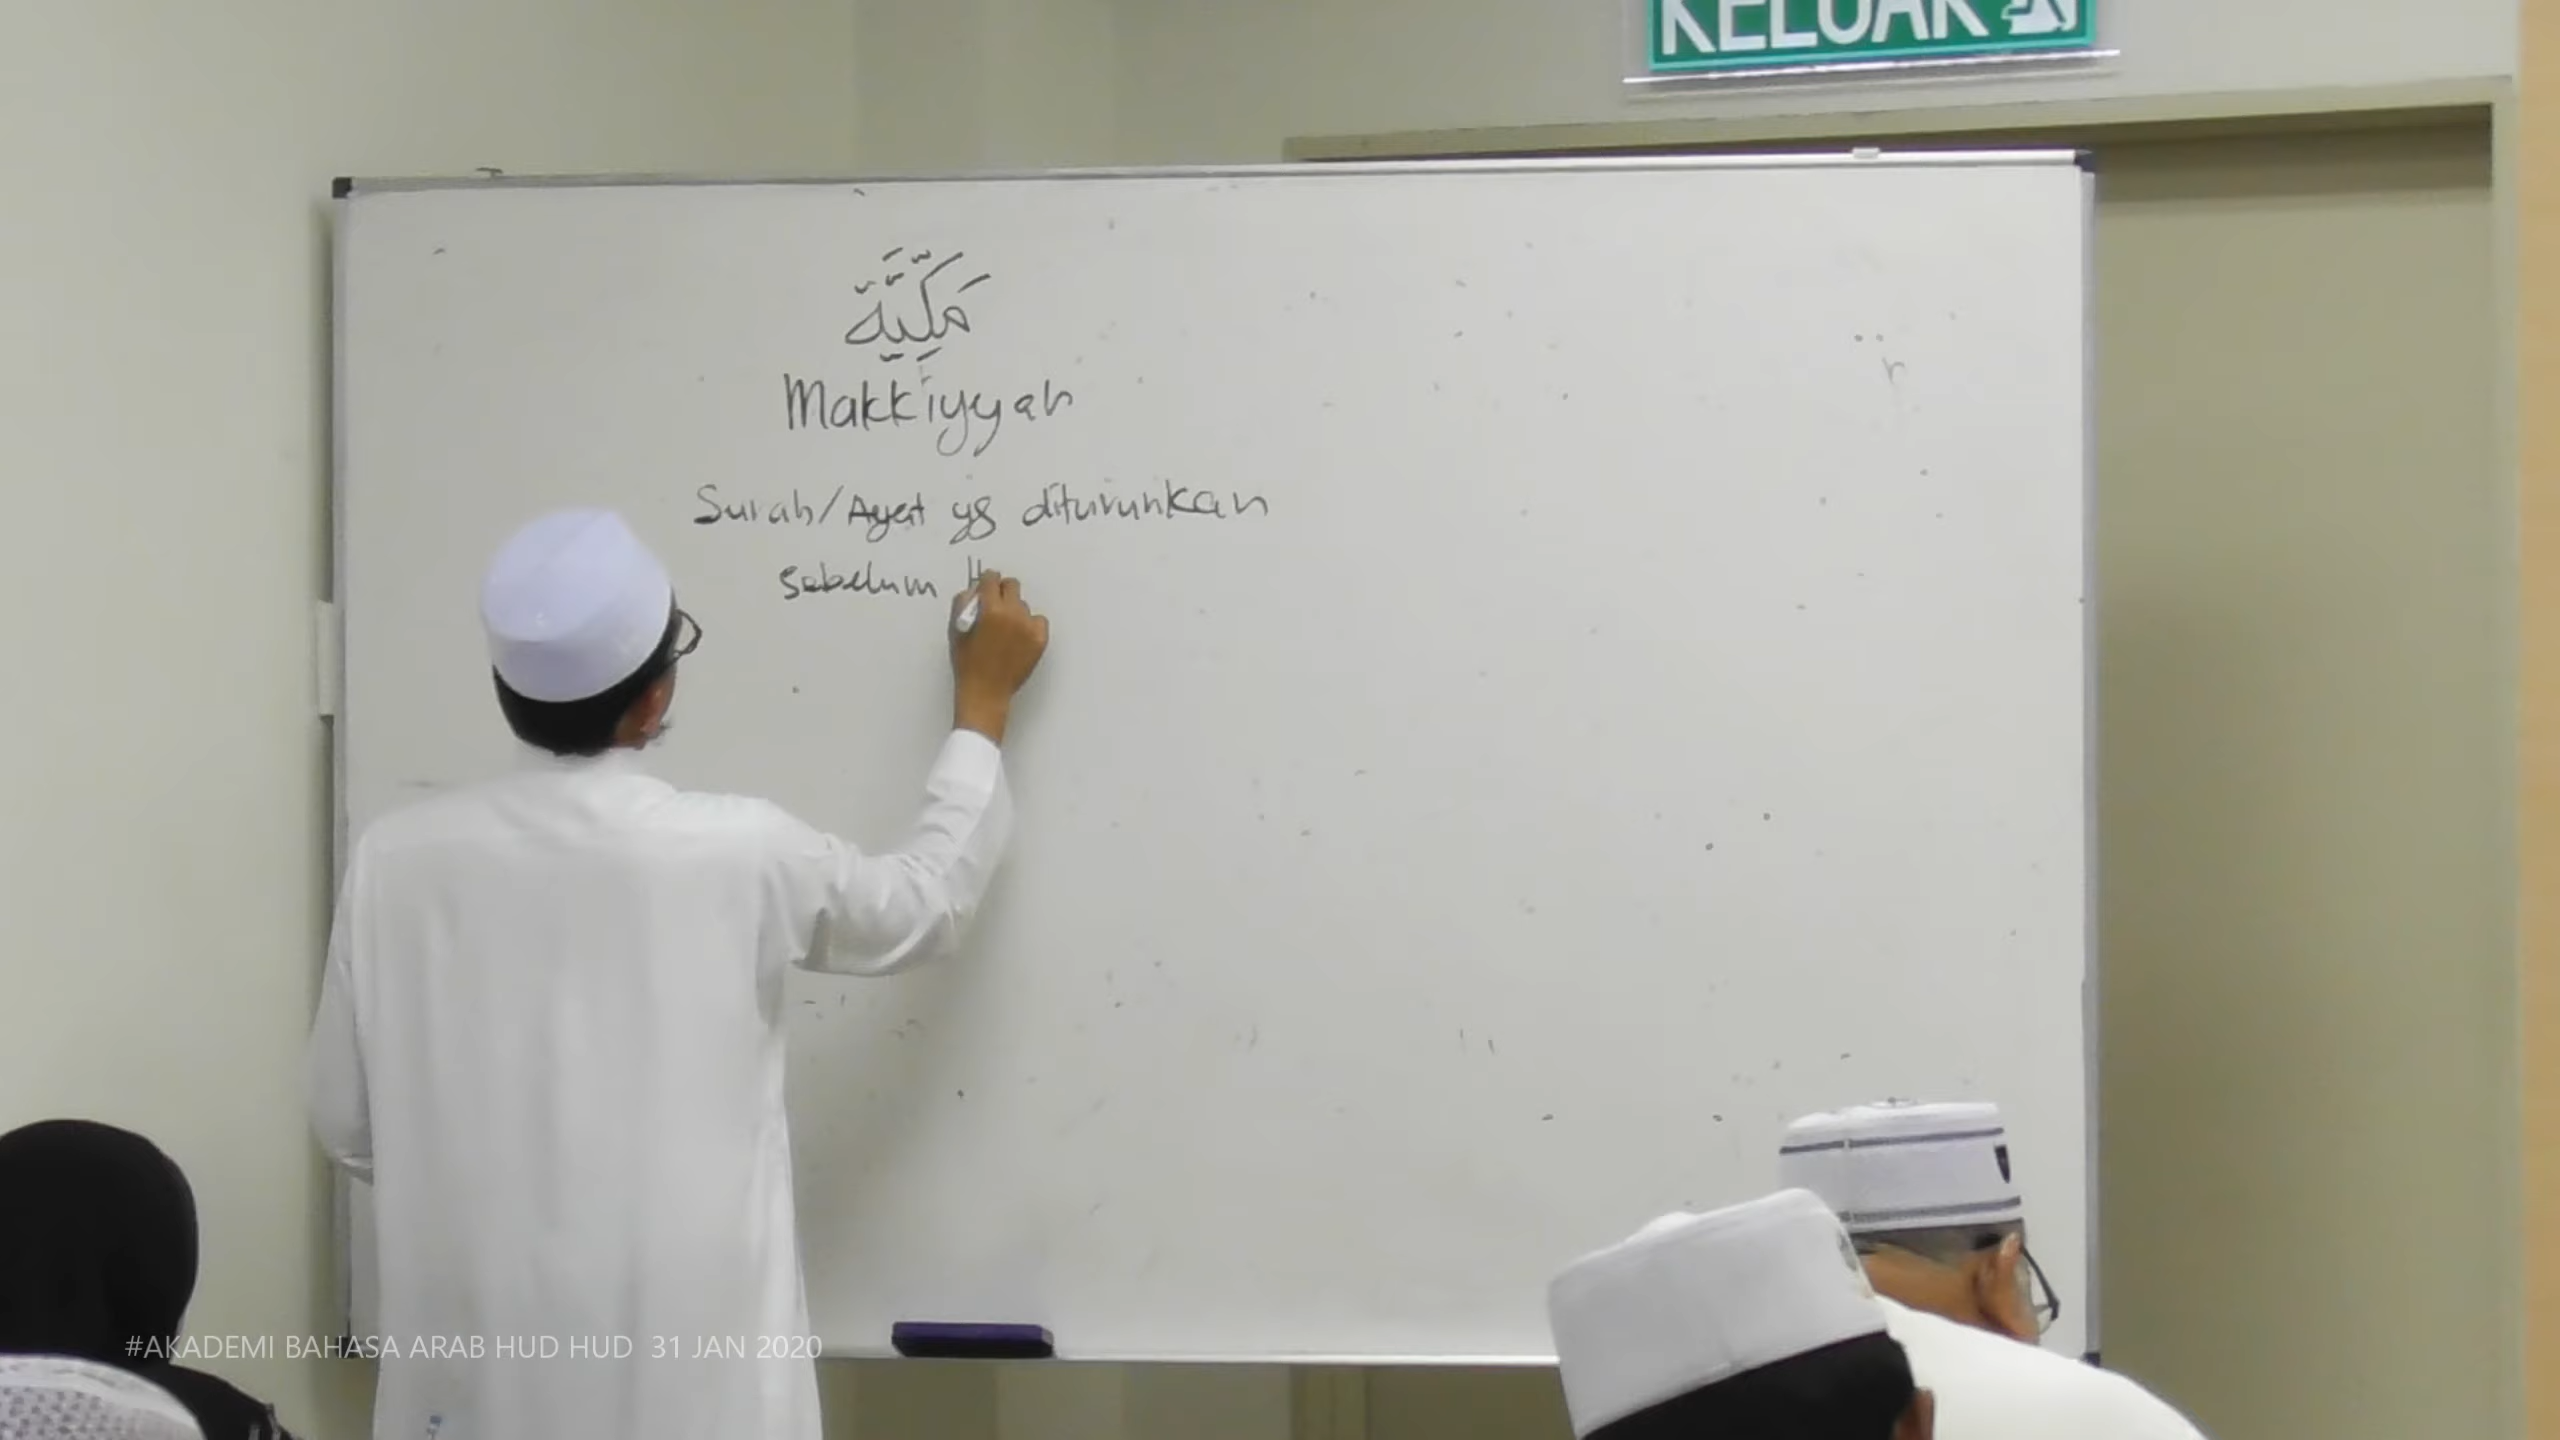 KELUAR
مَكِّيَّة
Makkiyyah
Surah/Ayat yg diturunkan
sebelum H
#AKADEMI BAHASA ARAB HUD HUD 31 JAN 2020